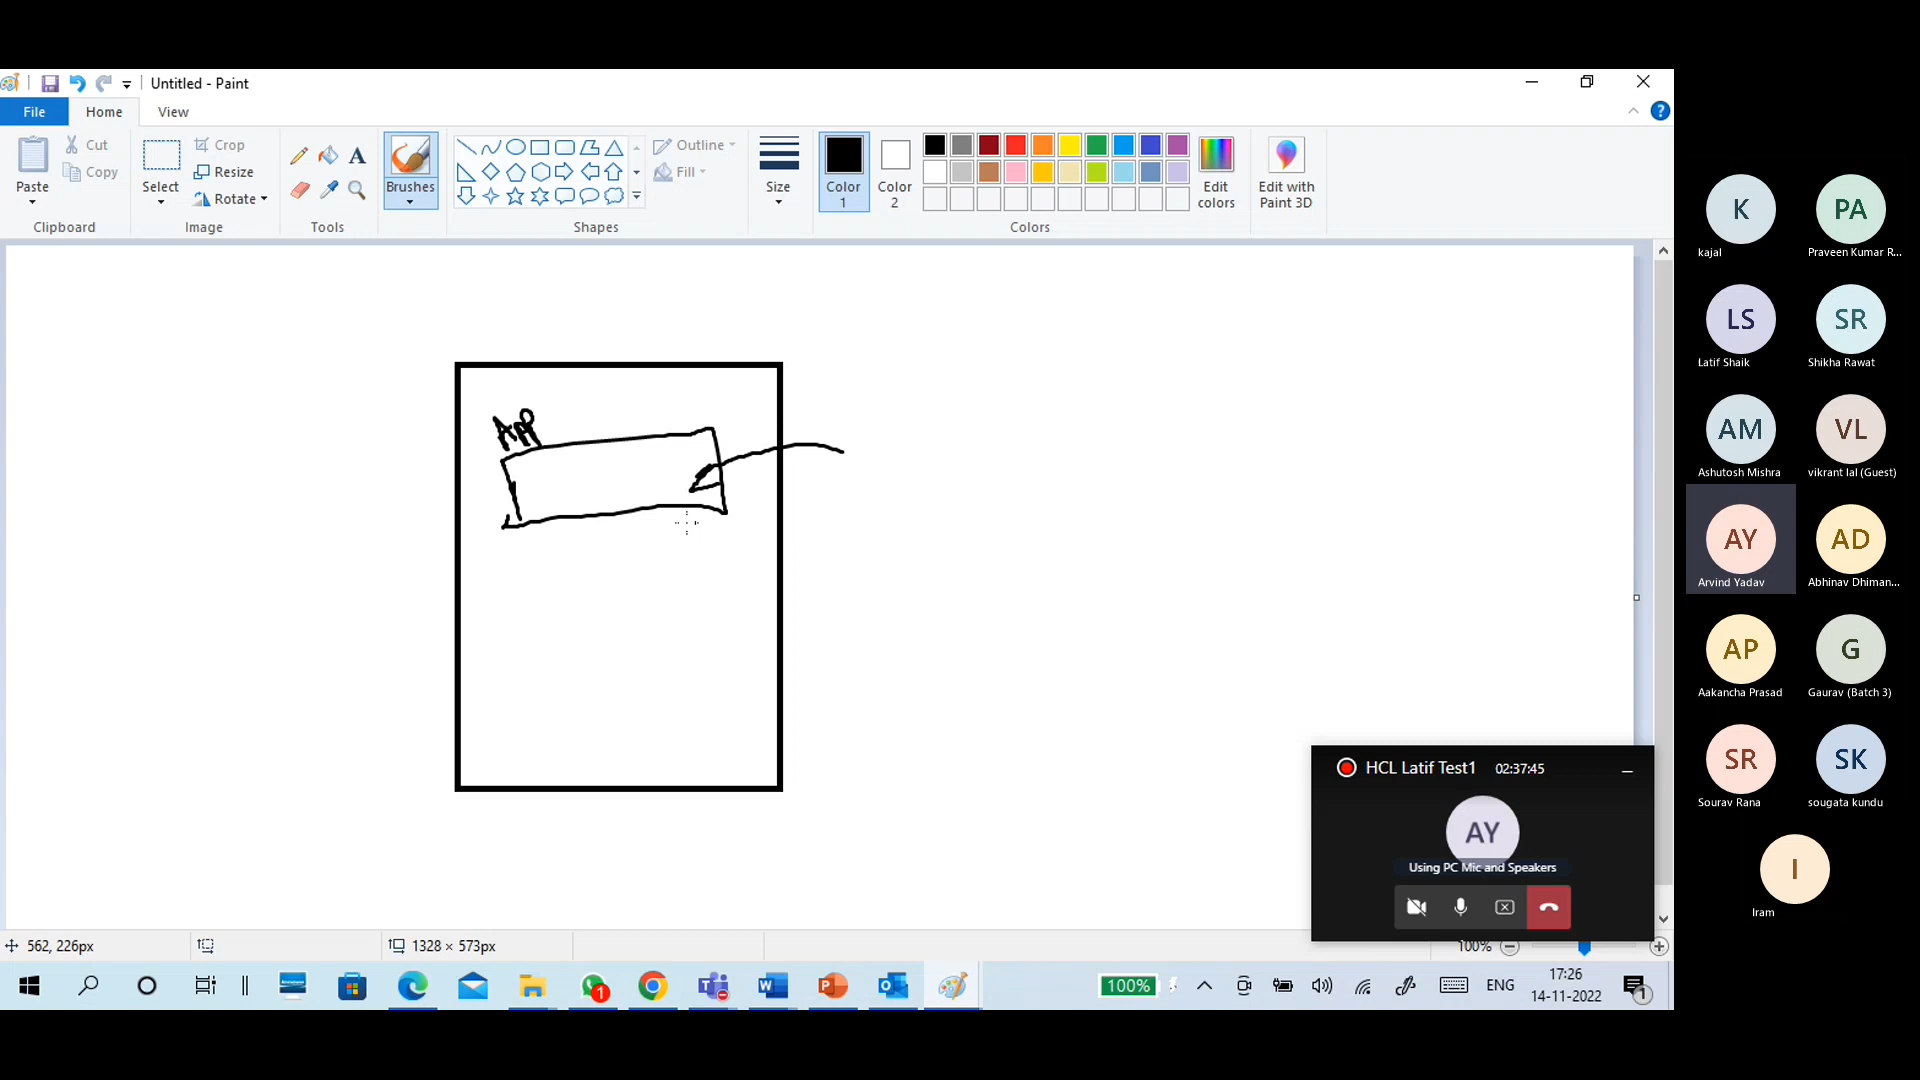 Untitled - Paint
File
Home
View
Paste
Cut
Copy
Clipboard
Select
Crop
Resize
Rotate
Image
A
Tools
Brushes
Shapes
Outline
Fill
Size
Color
1
Color
2
Edit
colors
Colors
Edit with
Paint 3D
APP
HCL Latif Test1
02:37:45
AY
Using PC Mic and Speakers
562, 226px
1328 × 573px
100%
1
100%
ENG
17:26
14-11-2022
1
K
kajal
PA
Praveen Kumar R...
LS
Latif Shaik
SR
Shikha Rawat
AM
Ashutosh Mishra
VL
vikrant lal (Guest)
AY
Arvind Yadav
AD
Abhinav Dhiman...
AP
Aakancha Prasad
G
Gaurav (Batch 3)
SR
Sourav Rana
SK
sougata kundu
I
Iram